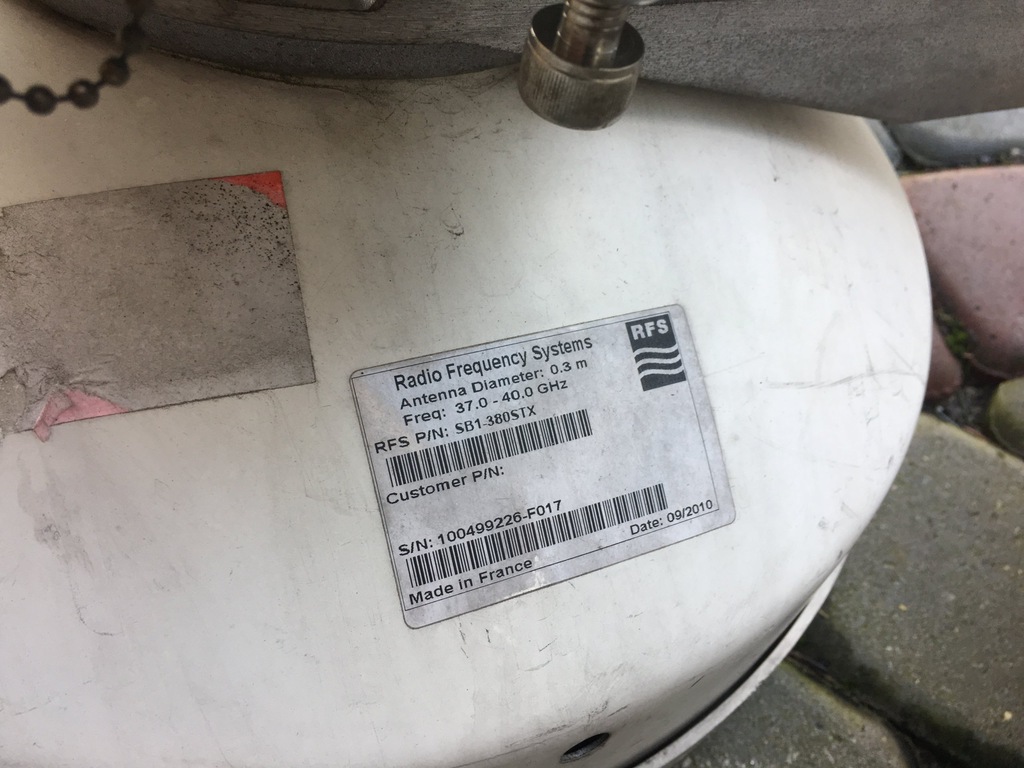 RFS
Radio Frequency Systems
Antenna Diameter: 0.3 m
Freq: 37.0 - 40.0 GHz
RFS P/N: SB1-380STX
Customer P/N:
S/N: 100499226-F017
Date: 09/2010
Made in France